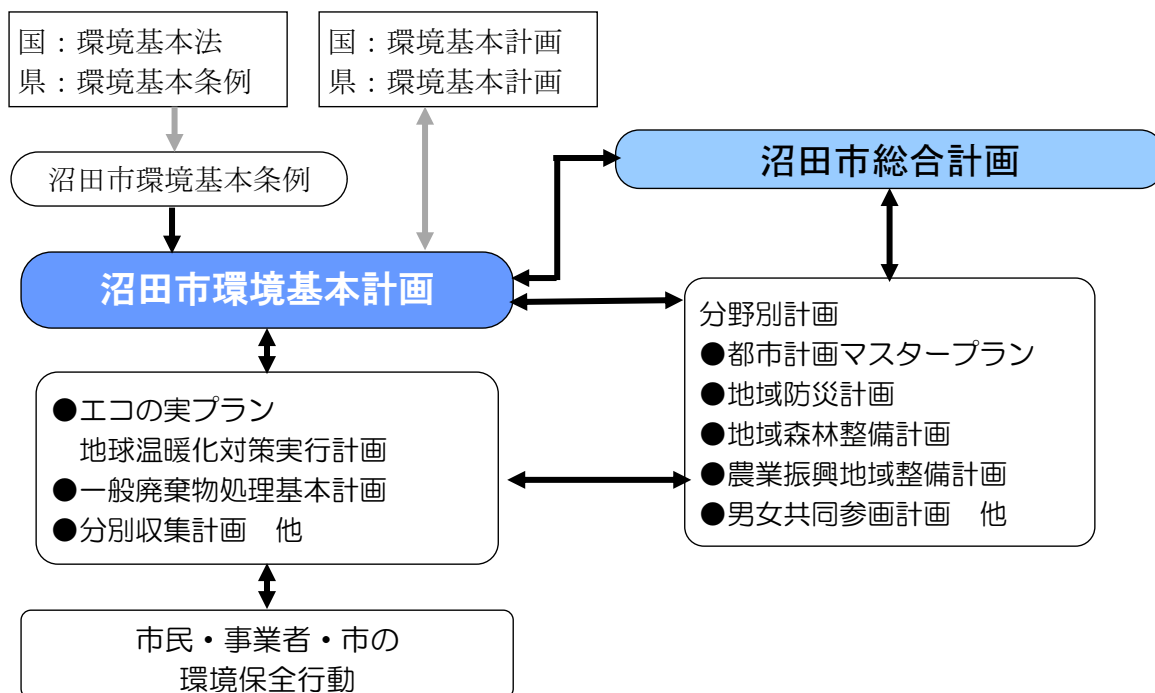 国：環境基本法
県：環境基本条例
国：環境基本計画
県：環境基本計画
沼田市環境基本条例
沼田市総合計画
沼田市環境基本計画
分野別計画
●都市計画マスタープラン
●地域防災計画
●地域森林整備計画
●農業振興地域整備計画
●男女共同参画計画　他
●エコの実プラン
地球温暖化対策実行計画
●一般廃棄物処理基本計画
●分別収集計画　他
市民・事業者・市の
環境保全行動